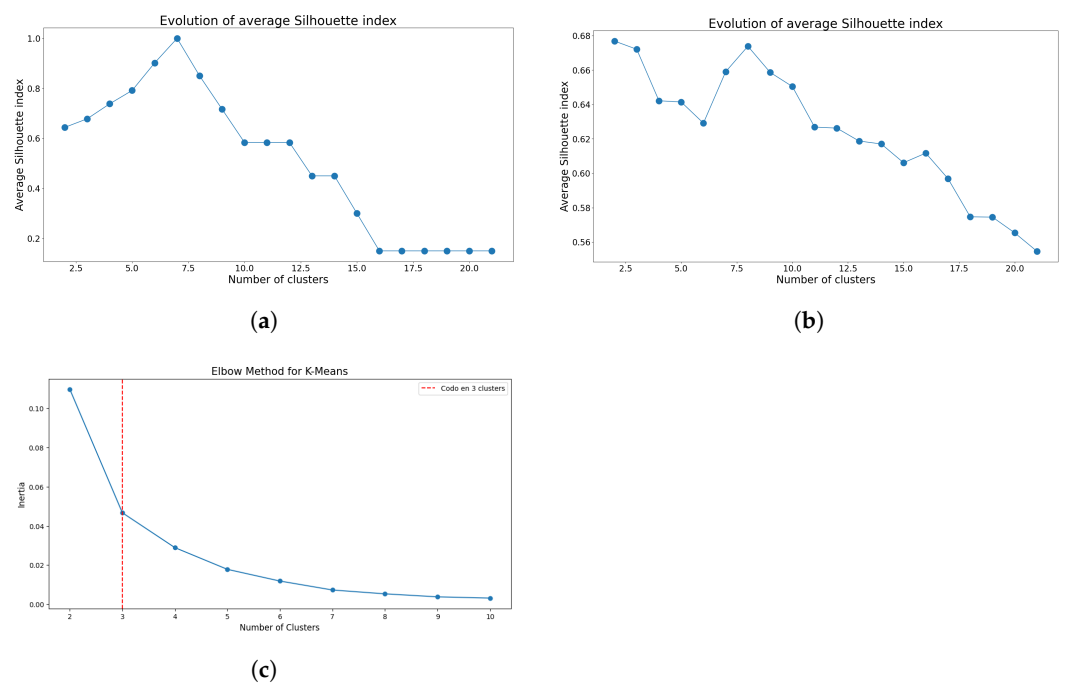 Evolution of average Silhouette index
Average Silhouette index
1.0
0.8
0.6
0.4
0.2
2.5 5.0 7.5 10.0 12.5 15.0 17.5 20.0
Number of clusters
(a)
Evolution of average Silhouette index
Average Silhouette index
0.68
0.66
0.64
0.62
0.60
0.58
0.56
2.5 5.0 7.5 10.0 12.5 15.0 17.5 20.0
Number of clusters
(b)
Elbow Method for K-Means
Codo en 3 clusters
Inertia
0.10
0.08
0.06
0.04
0.02
0.00
2 3 4 5 6 7 8 9 10
Number of Clusters
(c)